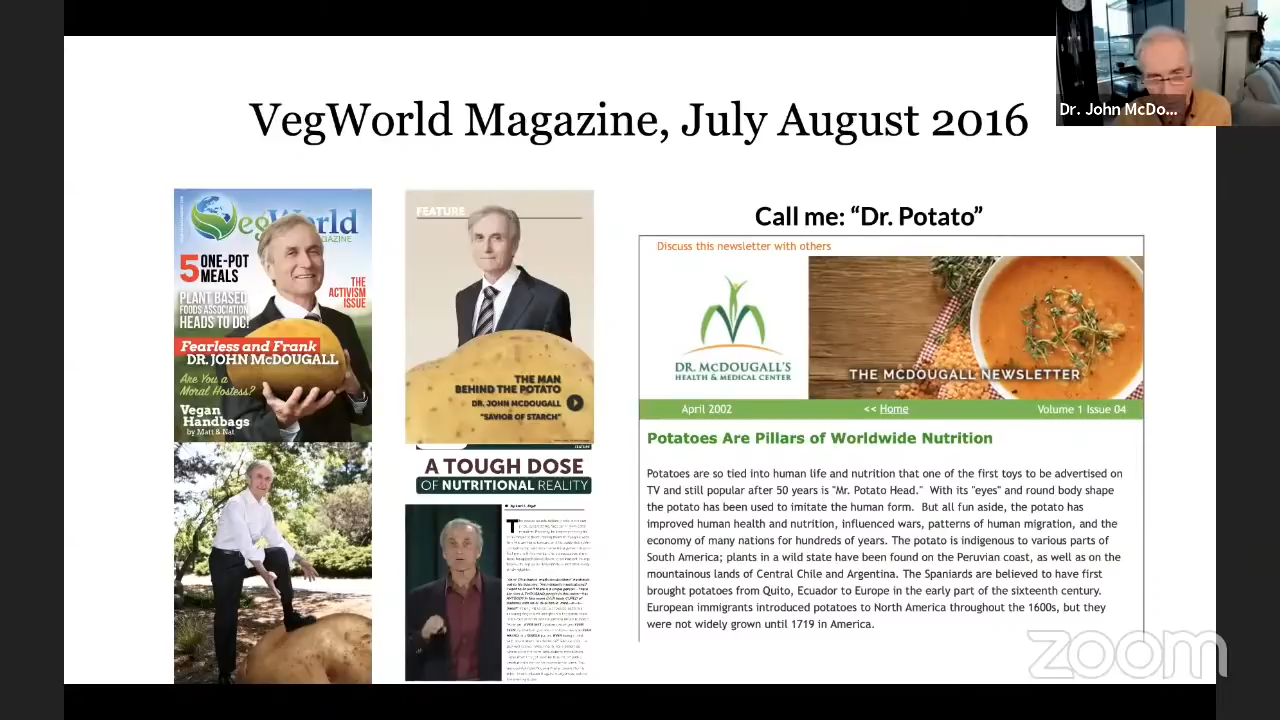 VegWorld Magazine, July August 2016
Dr. John McDo...
VegWorld
MAGAZINE
5 ONE-POT
MEALS
PLANT BASED
FOODS ASSOCIATION
HEADS TO DC!
THE
ACTIVISM
ISSUE
Fearless and Frank
DR. JOHN McDOUGALL
Are You a
Moral Hostess?
Vegan
Handbags
by Matt & Nat
FEATURE
THE MAN
BEHIND THE POTATO
DR. JOHN MCDOUGALL
"SAVIOR OF STARCH"
FEATURE
A TOUGH DOSE
OF NUTRITIONAL REALITY
Call me: “Dr. Potato”
Discuss this newsletter with others
DR. McDOUGALL'S
HEALTH & MEDICAL CENTER
THE MCDOUGALL NEWSLETTER
April 2002 << Home Volume 1 Issue 04
Potatoes Are Pillars of Worldwide Nutrition
Potatoes are so tied into human life and nutrition that one of the first toys to be advertised on
TV and still popular after 50 years is "Mr. Potato Head." With its "eyes" and round body shape
the potato has been used to imitate the human form. But all fun aside, the potato has
improved human health and nutrition, influenced wars, patterns of human migration, and the
economy of many nations for hundreds of years. The potato is indigenous to various parts of
South America; plants in a wild state have been found on the Peruvian coast, as well as on the
mountainous lands of Central Chile and Argentina. The Spaniards are believed to have first
brought potatoes from Quito, Ecuador to Europe in the early part of the sixteenth century.
European immigrants introduced potatoes to North America throughout the 1600s, but they
were not widely grown until 1719 in America.
zoom